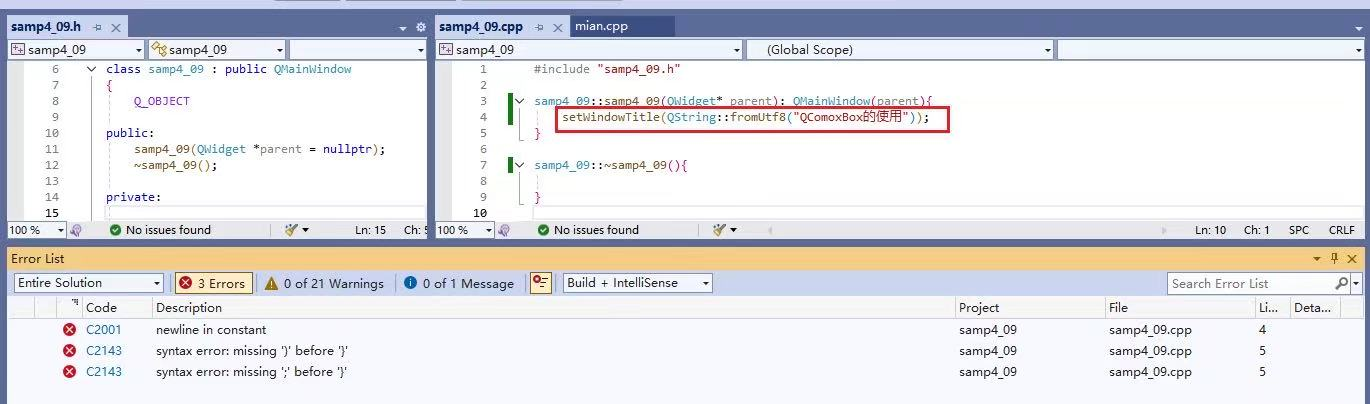 samp4_09.h
samp4_09.cpp
mian.cpp
samp4_09
samp4_09
samp4_09
(Global Scope)
6 class samp4_09 : public QMainWindow
7 {
8 Q_OBJECT
9
10 public:
11 samp4_09(QWidget *parent = nullptr);
12 ~samp4_09();
13
14 private:
15
1 #include "samp4_09.h"
2
3 samp4_09::samp4_09(QWidget* parent): QMainWindow(parent){
4 setWindowTitle(QString::fromUtf8("QComoxBox的使用"));
5 }
6
7 samp4_09::~samp4_09(){
8
9 }
10
100 %
No issues found
Ln: 15
Ch: 5
100 %
No issues found
Ln: 10
Ch: 1
SPC
CRLF
Error List
Entire Solution
3 Errors
0 of 21 Warnings
0 of 1 Message
Build + IntelliSense
Search Error List
Code Description Project File Li... Deta...
C2001 newline in constant samp4_09 samp4_09.cpp 4
C2143 syntax error: missing ')' before '}' samp4_09 samp4_09.cpp 5
C2143 syntax error: missing ';' before '}' samp4_09 samp4_09.cpp 5